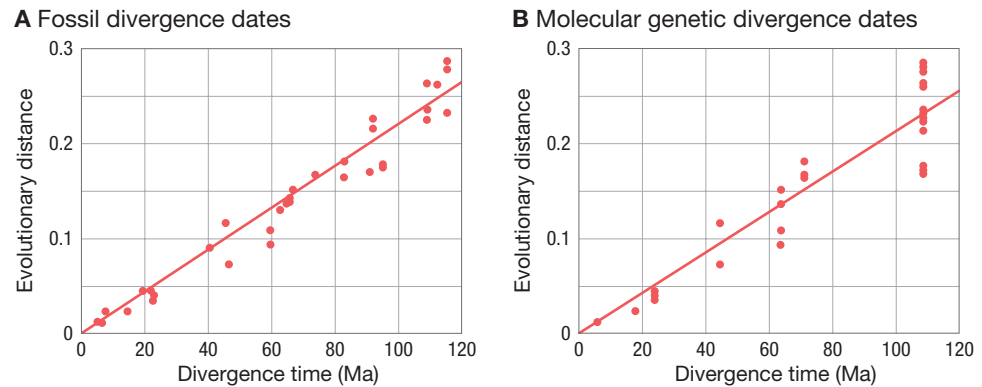 A Fossil divergence dates
0.3
0.2
0.1
0
Evolutionary distance
0 20 40 60 80 100 120
Divergence time (Ma)
B Molecular genetic divergence dates
0.3
0.2
0.1
0
Evolutionary distance
0 20 40 60 80 100 120
Divergence time (Ma)